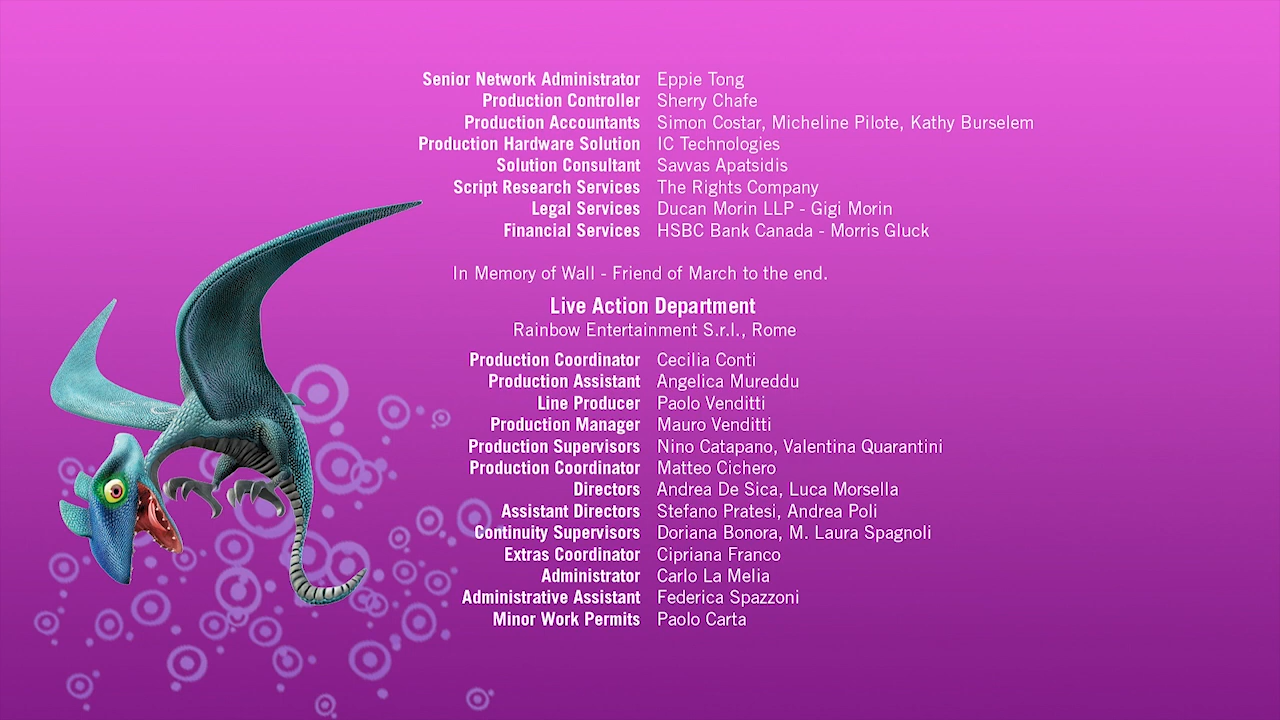 Senior Network Administrator Eppie Tong
Production Controller Sherry Chafe
Production Accountants Simon Costar, Micheline Pilote, Kathy Burselem
Production Hardware Solution IC Technologies
Solution Consultant Savvas Apatsidis
Script Research Services The Rights Company
Legal Services Ducan Morin LLP - Gigi Morin
Financial Services HSBC Bank Canada - Morris Gluck
In Memory of Wall - Friend of March to the end.
Live Action Department
Rainbow Entertainment S.r.l., Rome
Production Coordinator Cecilia Conti
Production Assistant Angelica Mureddu
Line Producer Paolo Venditti
Production Manager Mauro Venditti
Production Supervisors Nino Catapano, Valentina Quarantini
Production Coordinator Matteo Cichero
Directors Andrea De Sica, Luca Morsella
Assistant Directors Stefano Pratesi, Andrea Poli
Continuity Supervisors Doriana Bonora, M. Laura Spagnoli
Extras Coordinator Cipriana Franco
Administrator Carlo La Melia
Administrative Assistant Federica Spazzoni
Minor Work Permits Paolo Carta